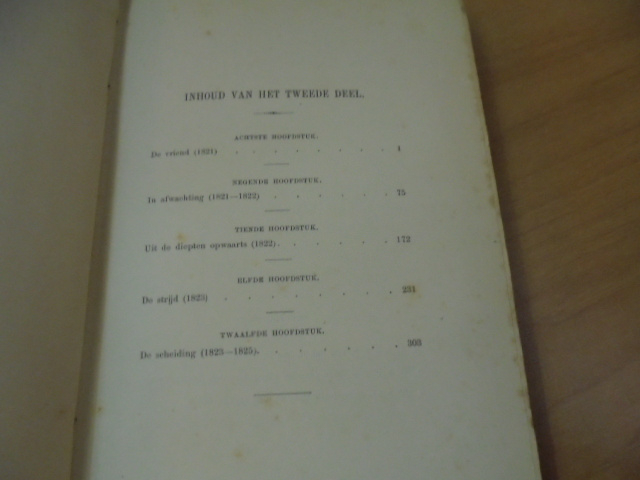 INHOUD VAN HET TWEEDE DEEL.
ACHTSTE HOOFDSTUK.
De vriend (1821) . . . . . . . . 1
NEGENDE HOOFDSTUK.
In afwachting (1821—1822) . . . . . . 75
TIENDE HOOFDSTUK.
Uit de diepten opwaarts (1822). . . . . . 172
ELFDE HOOFDSTUK.
De strijd (1823) . . . . . . . . 231
TWAALFDE HOOFDSTUK.
De scheiding (1823—1825). . . . . . . 303